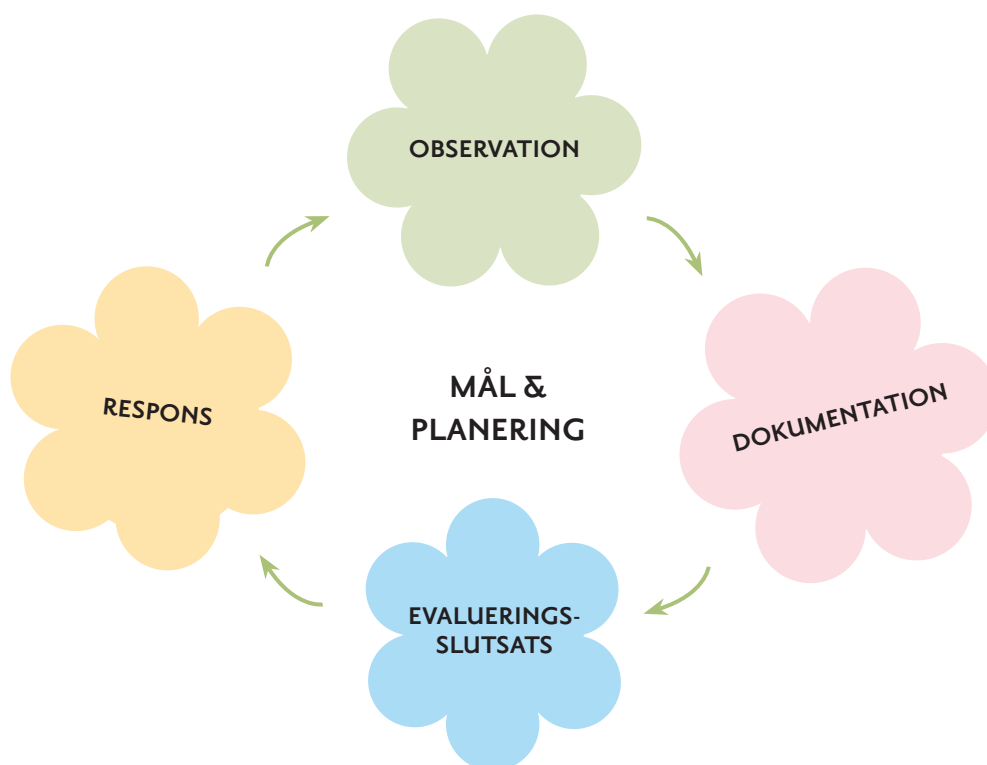 OBSERVATION
MÅL &
PLANERING
RESPONS
DOKUMENTATION
EVALUERINGS-
SLUTSATS